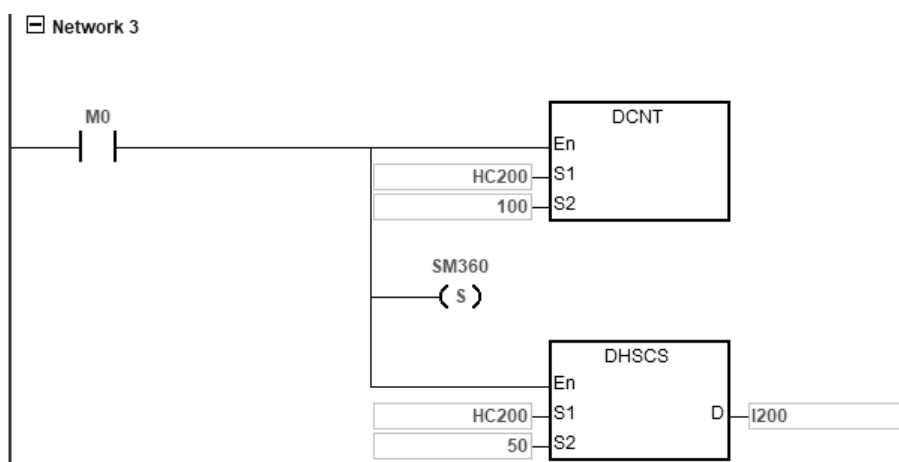 Network 3
M0
DCNT
En
HC200 S1
100 S2
SM360
S
DHSCS
En
HC200 S1 D I200
50 S2